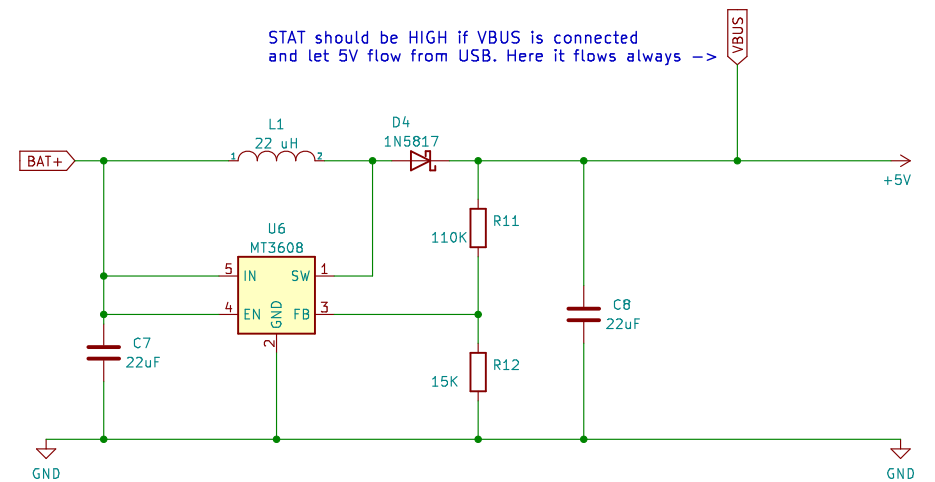 STAT should be HIGH if VBUS is connected
and let 5V flow from USB. Here it flows always ->
VBUS
L1
22 uH
D4
1N5817
BAT+
1
2
+5V
U6
MT3608
R11
110K
5
IN
SW
1
4
EN
GND
FB
3
2
C7
22uF
C8
22uF
R12
15K
GND
GND